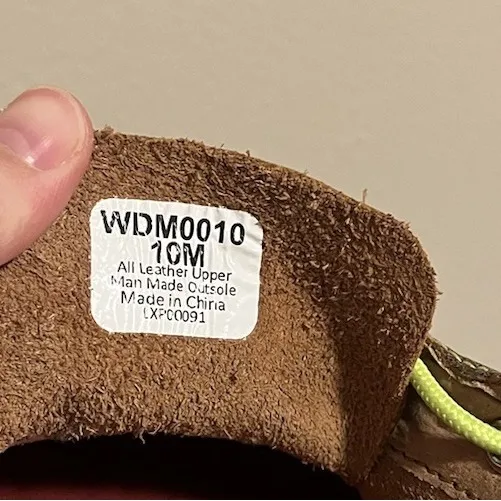 WDM0010
10M
All Leather Upper
Man Made Outsole
Made in China
LXP00091